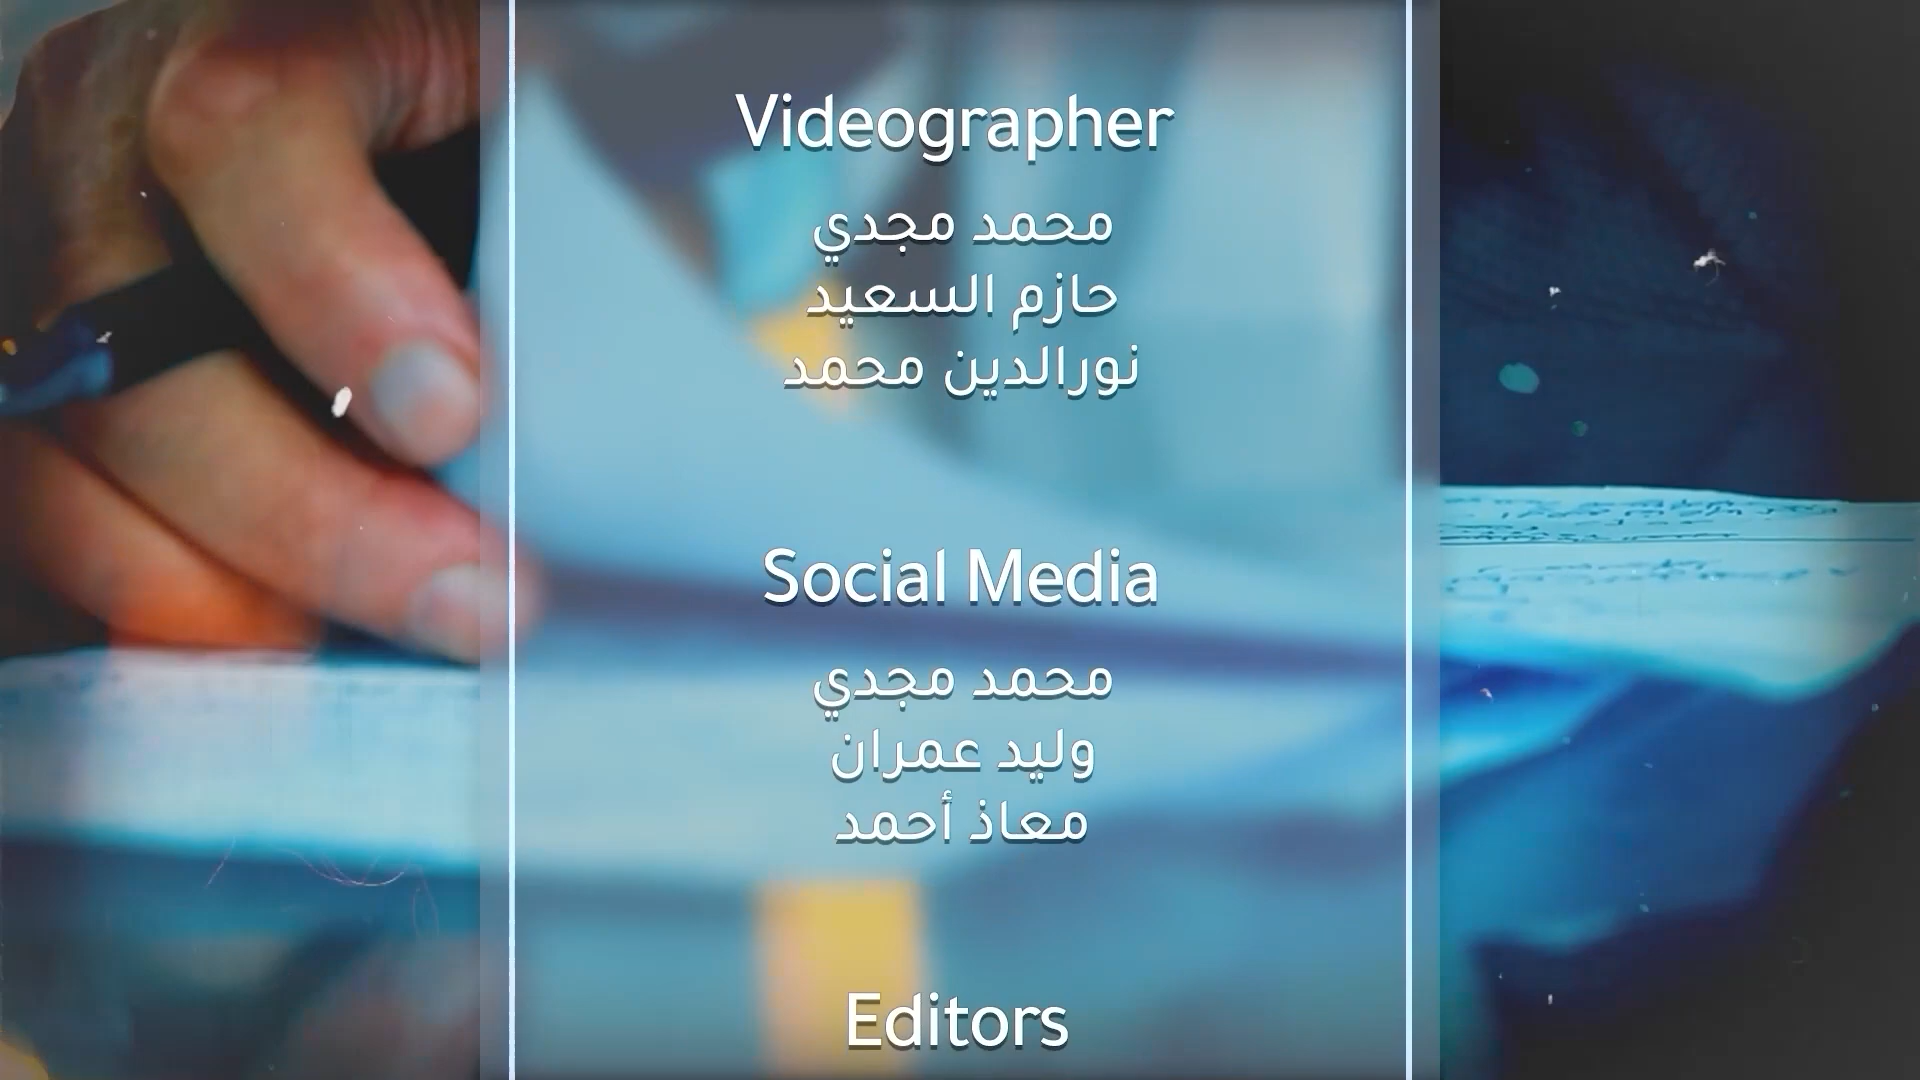 Videographer
محمد مجدي
حازم السعيد
نورالدين محمد
Social Media
محمد مجدي
وليد عمران
معاذ أحمد
Editors